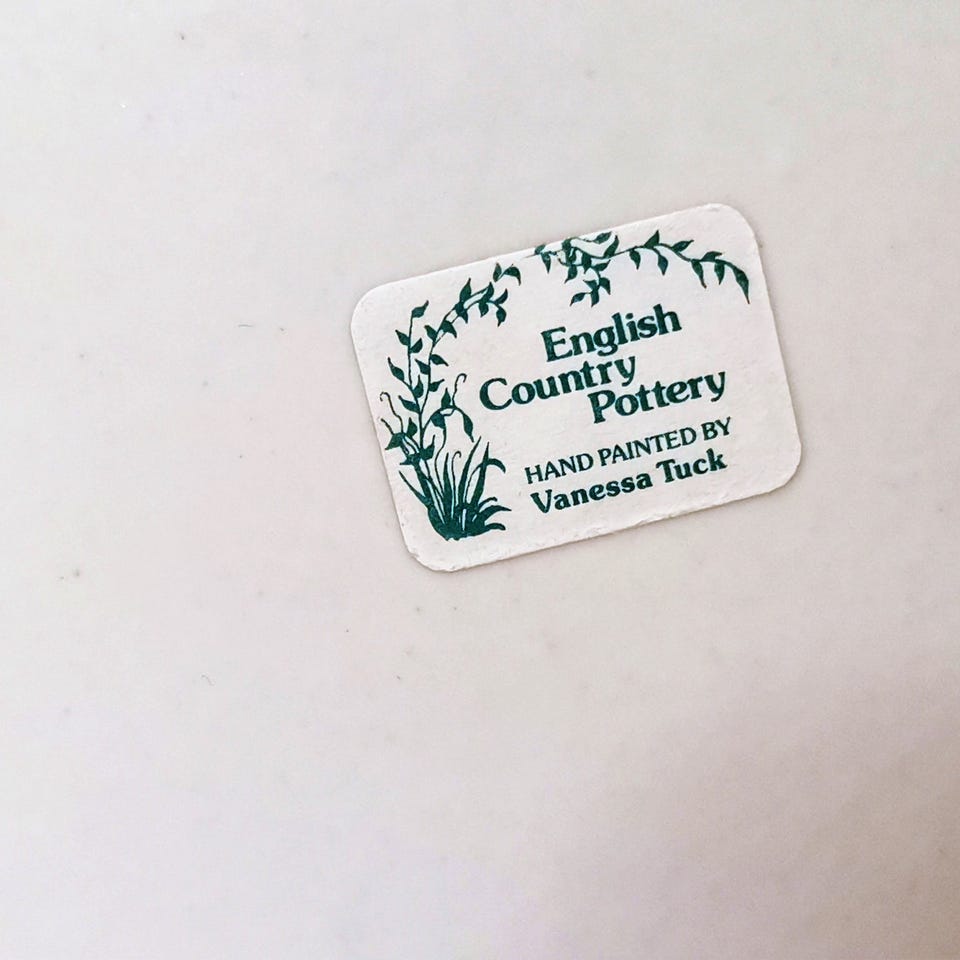 English
Country
Pottery
HAND PAINTED BY
Vanessa Tuck